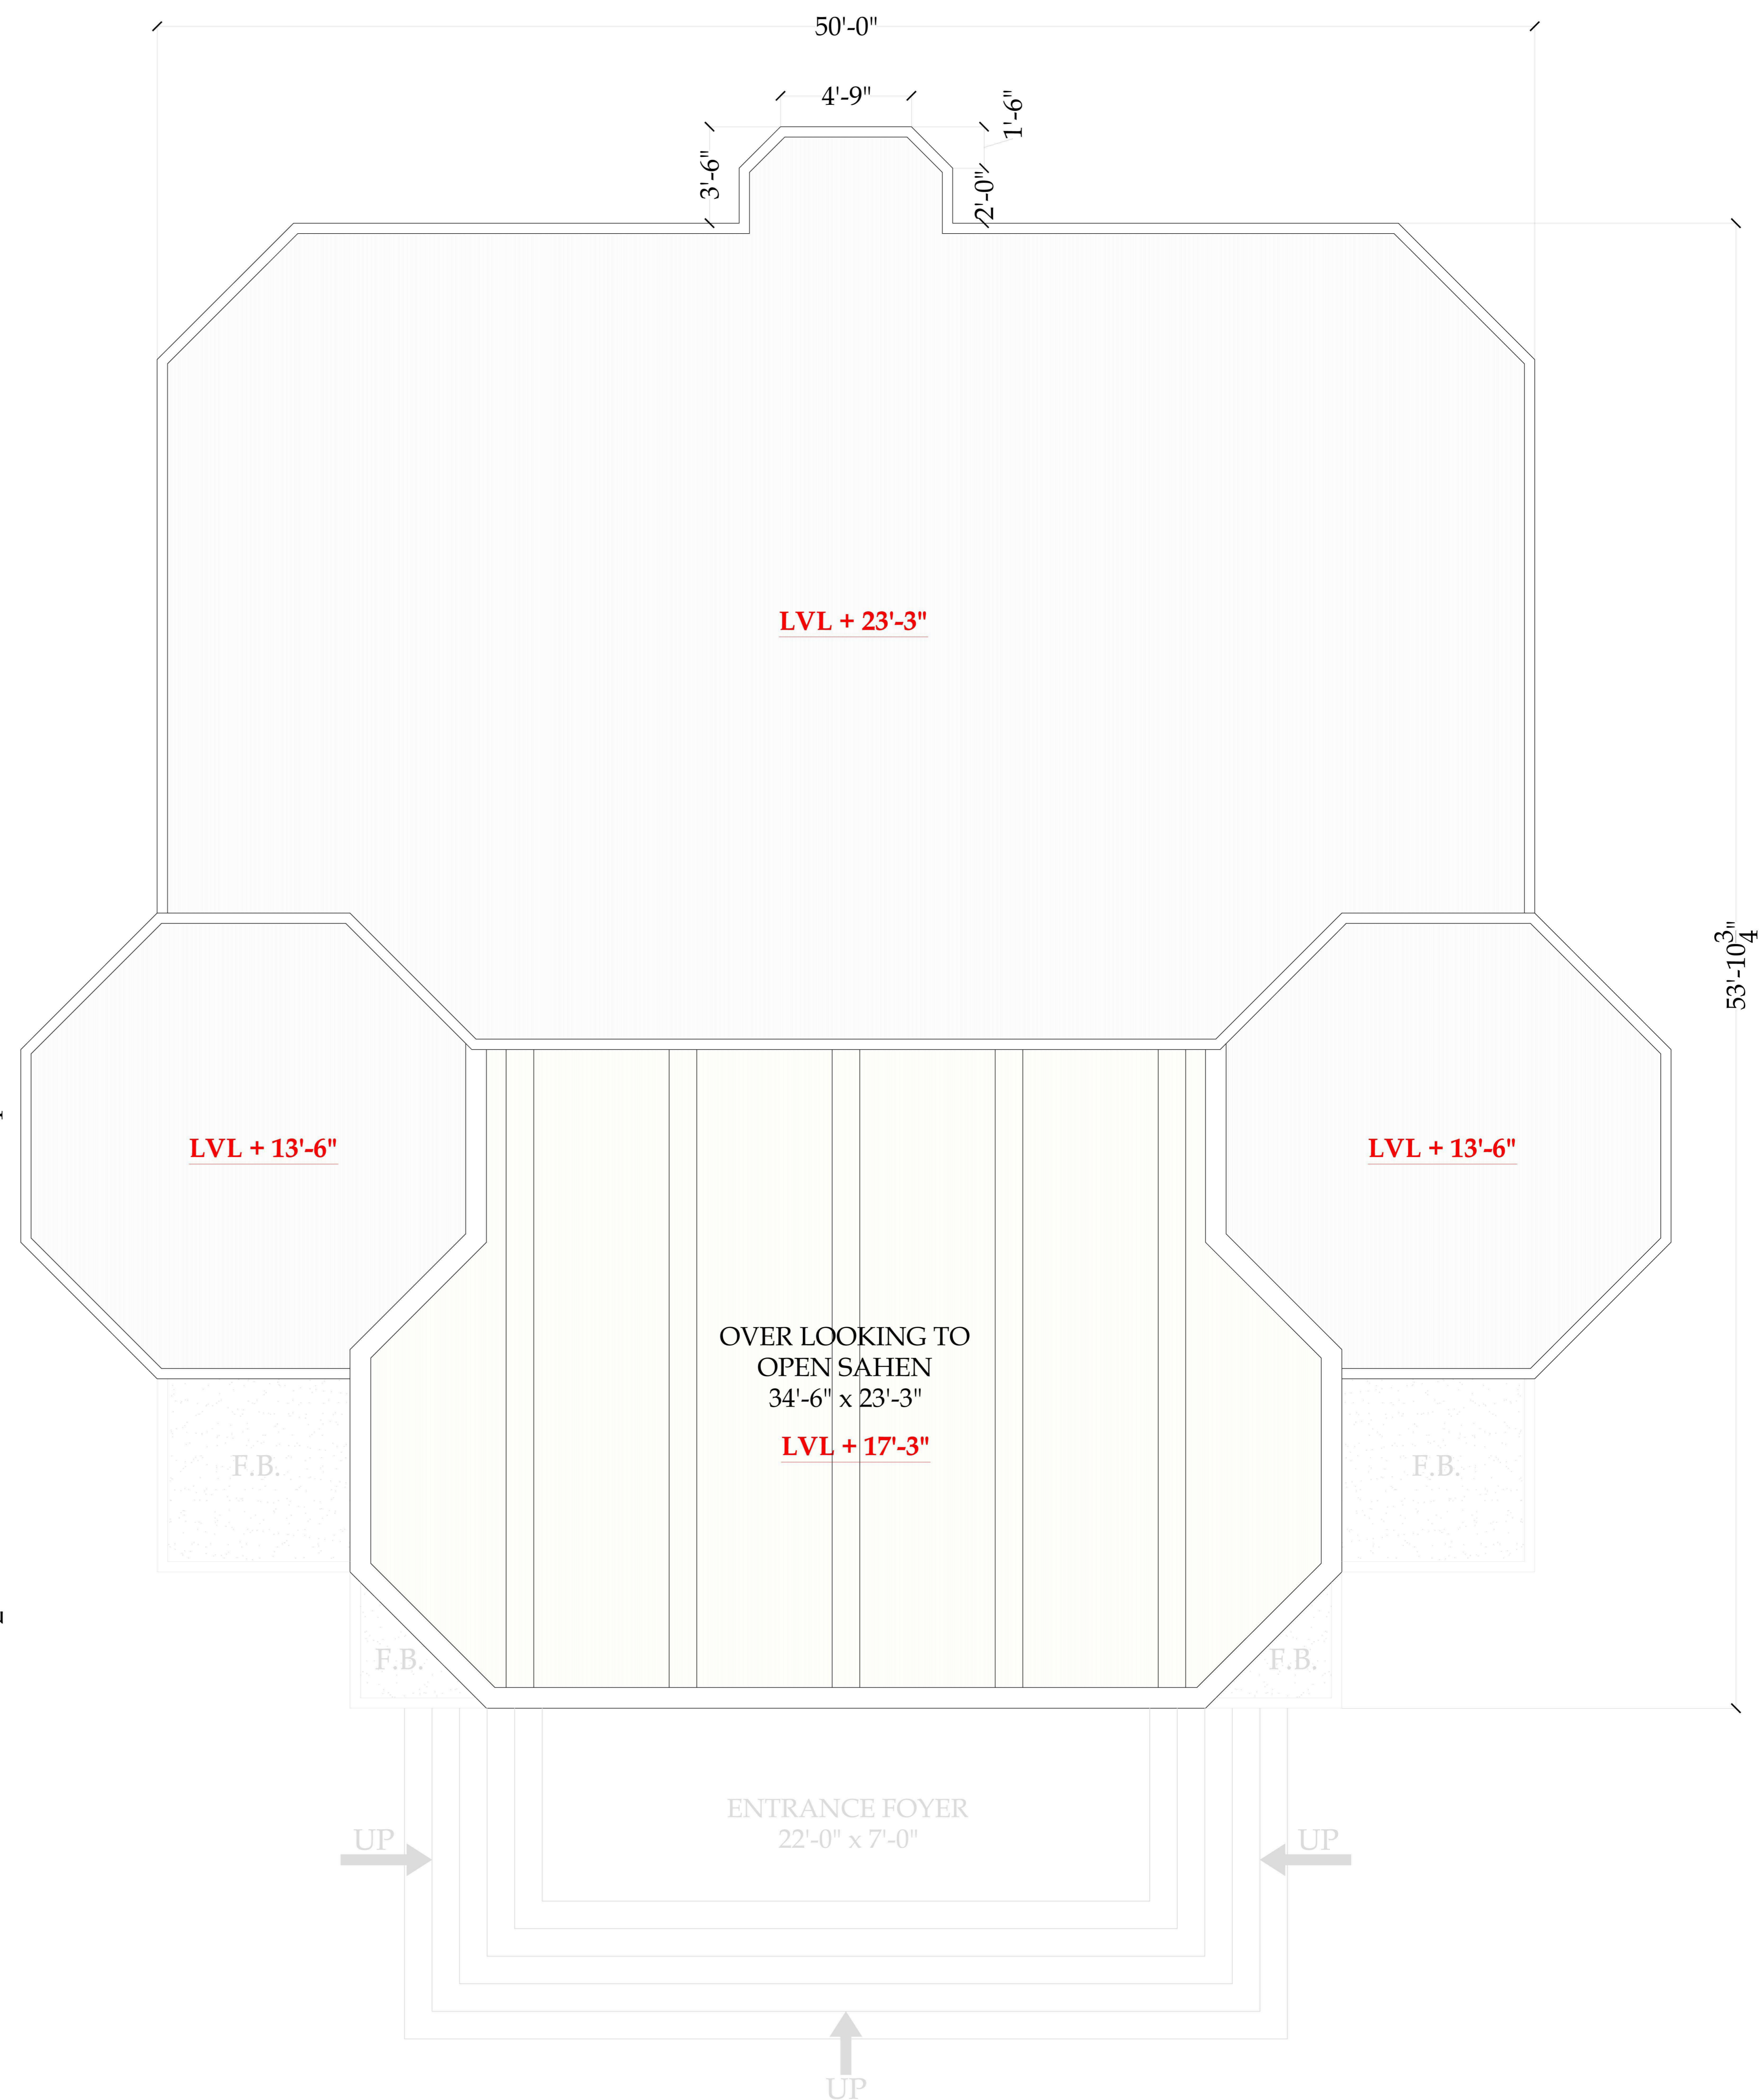 50'-0"
4'-9"
1'-6"
3'-6"
2'-0"
LVL + 23'-3"
53'-10 3/4"
LVL + 13'-6"
LVL + 13'-6"
OVER LOOKING TO
OPEN SAHEN
34'-6" x 23'-3"
LVL + 17'-3"
F.B.
F.B.
F.B.
F.B.
ENTRANCE FOYER
22'-0" x 7'-0"
UP
UP
UP